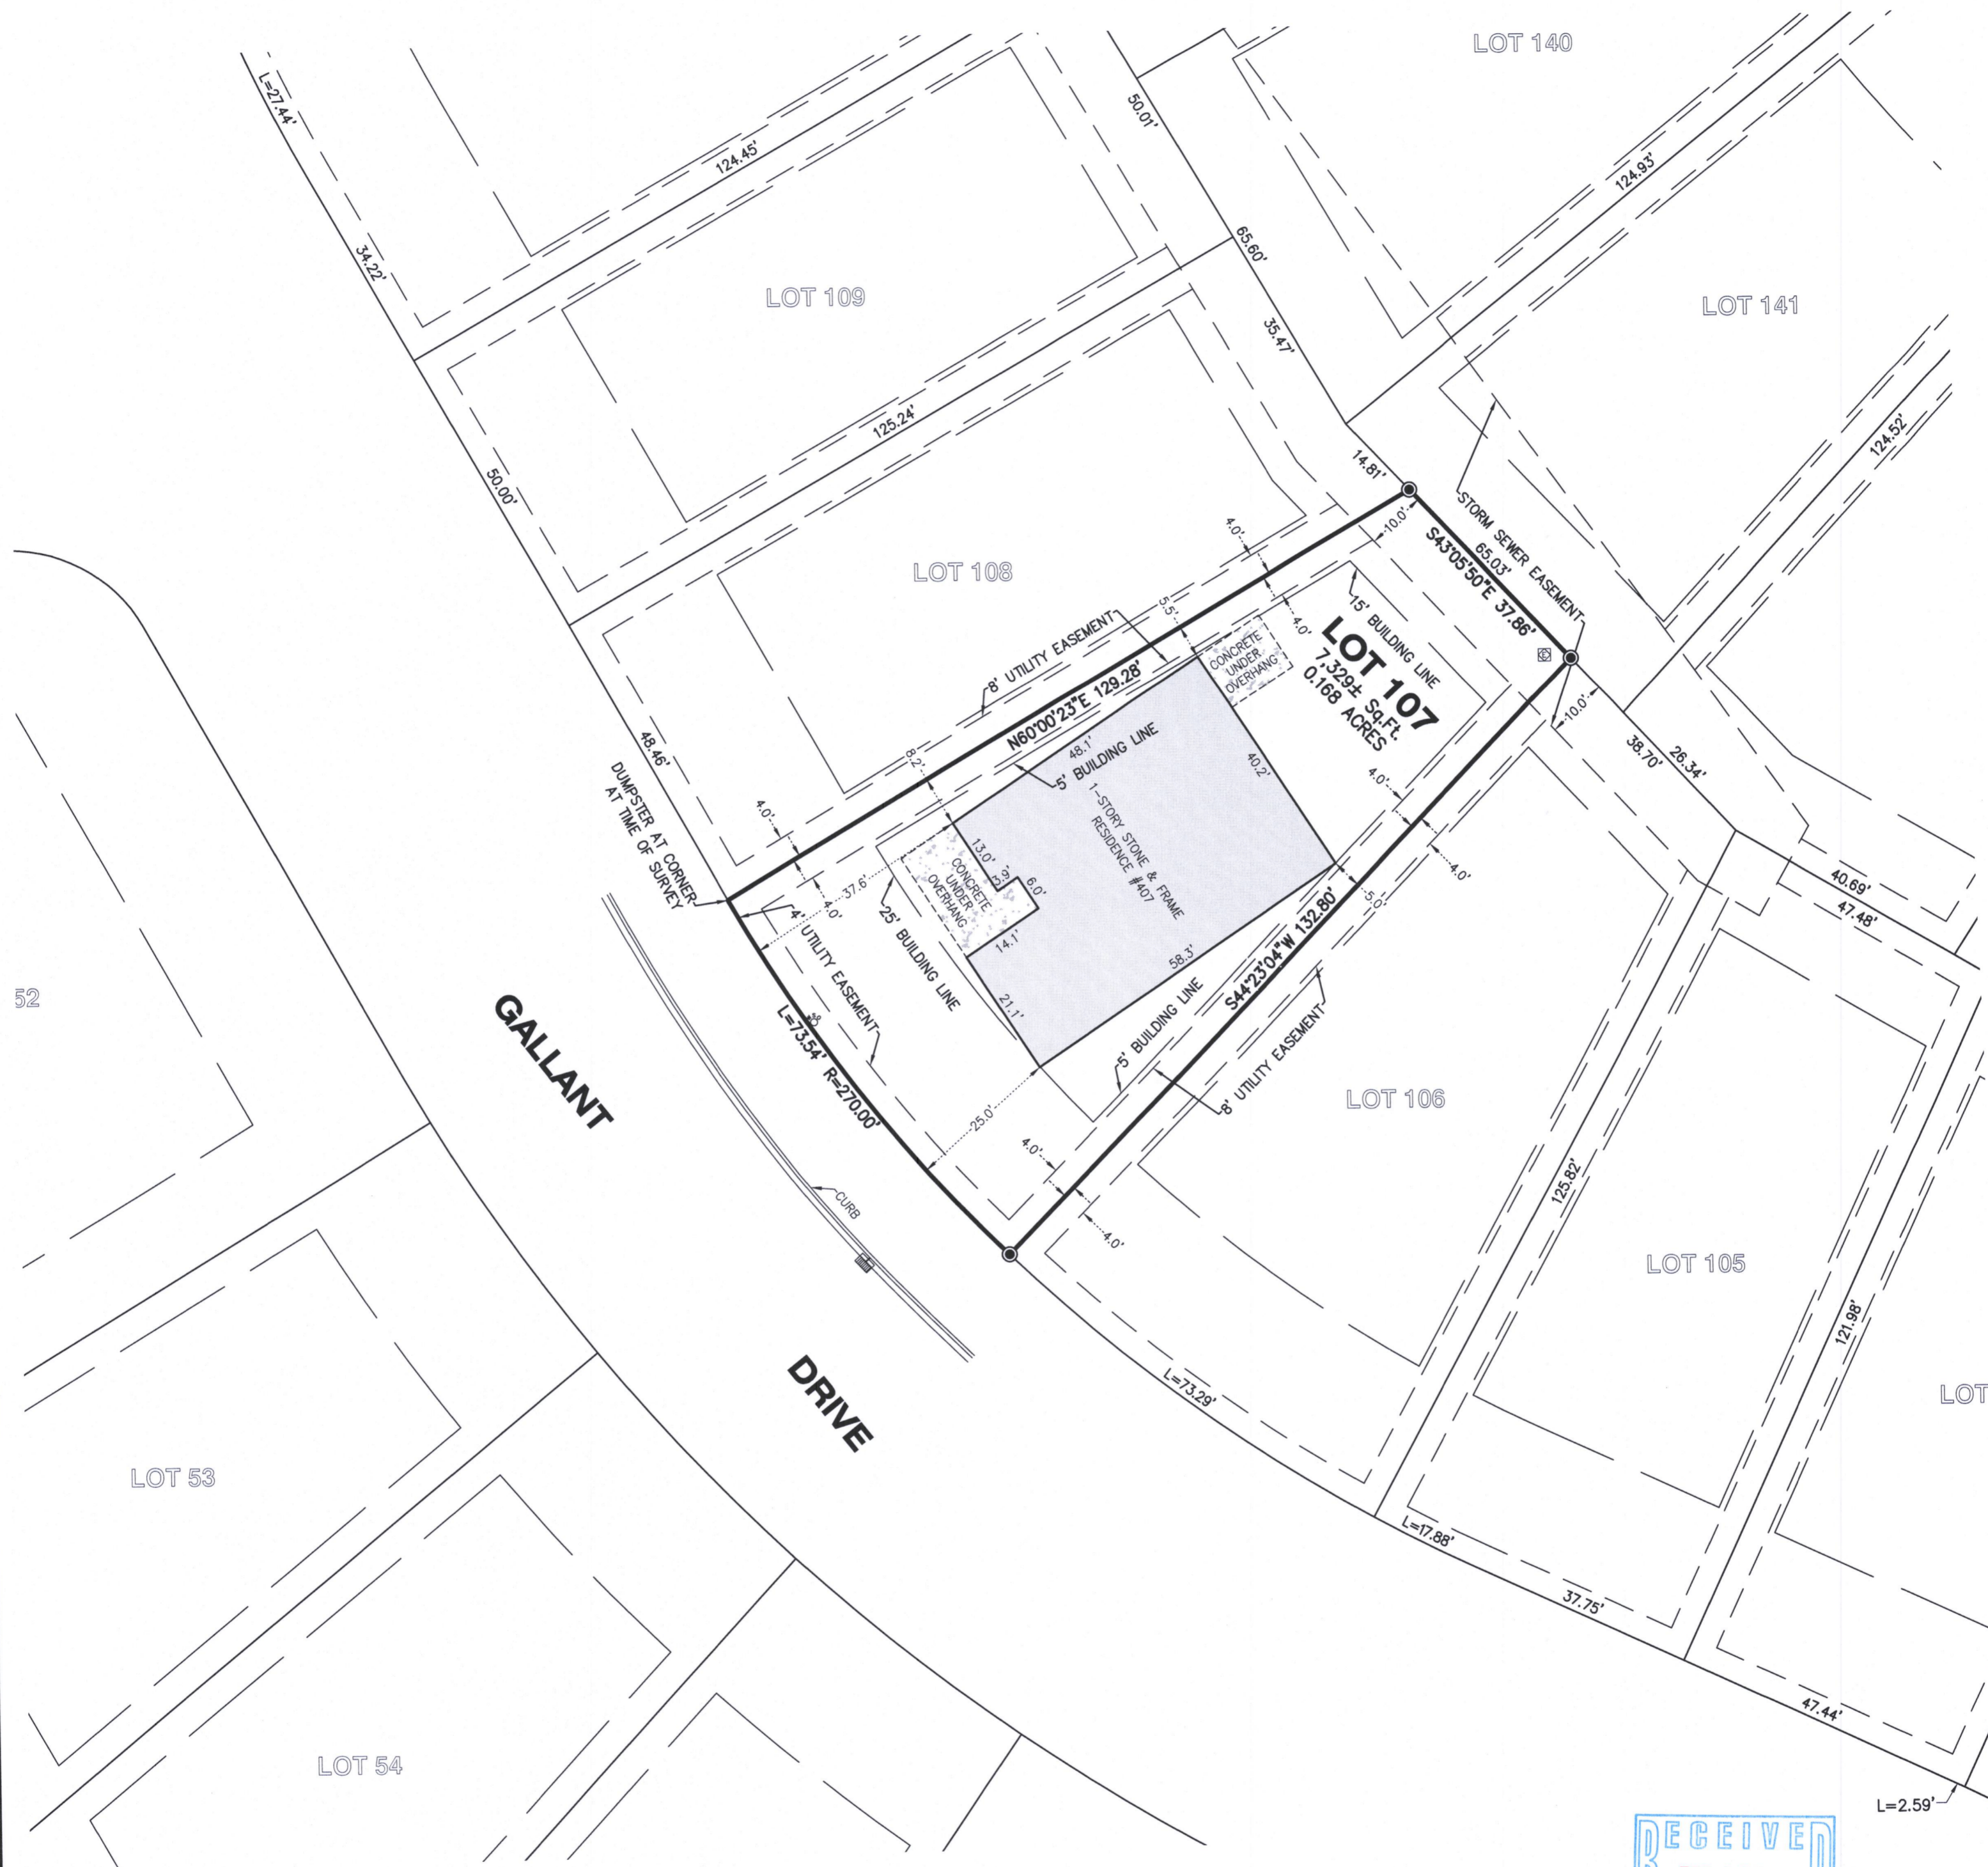 LOT 140
L=27.44'
50.01'
124.45'
124.93'
34.22'
65.60'
LOT 109
LOT 141
35.47'
125.24'
124.52'
14.81'
50.00'
10.0'
STORM SEWER EASEMENT
4.0'
65.03'
S43°05'50"E 37.86'
LOT 108
5.5'
4.0'
15' BUILDING LINE
8' UTILITY EASEMENT
CONCRETE
UNDER
OVERHANG
LOT 107
7,329± Sq.Ft.
0.168 ACRES
N60°00'23"E 129.28'
10.0'
48.46'
48.1'
5' BUILDING LINE
40.2'
38.70'
26.34'
8.2'
DUMPSTER AT CORNER
AT TIME OF SURVEY
4.0'
4.0'
1-STORY STONE & FRAME
RESIDENCE #407
13.0'
3.9'
6.0'
CONCRETE
UNDER
OVERHANG
4.0'
37.6'
4.0'
5.0'
40.69'
47.48'
25' BUILDING LINE
4' UTILITY EASEMENT
14.1'
58.3'
S44°23'04"W 132.80'
52
21.1'
5' BUILDING LINE
GALLANT
L=73.54' R=270.00'
8' UTILITY EASEMENT
LOT 106
25.0'
4.0'
125.82'
CURB
4.0'
LOT 105
121.98'
DRIVE
L=73.29'
LOT
LOT 53
L=17.88'
37.75'
47.44'
LOT 54
L=2.59'
RECEIVED